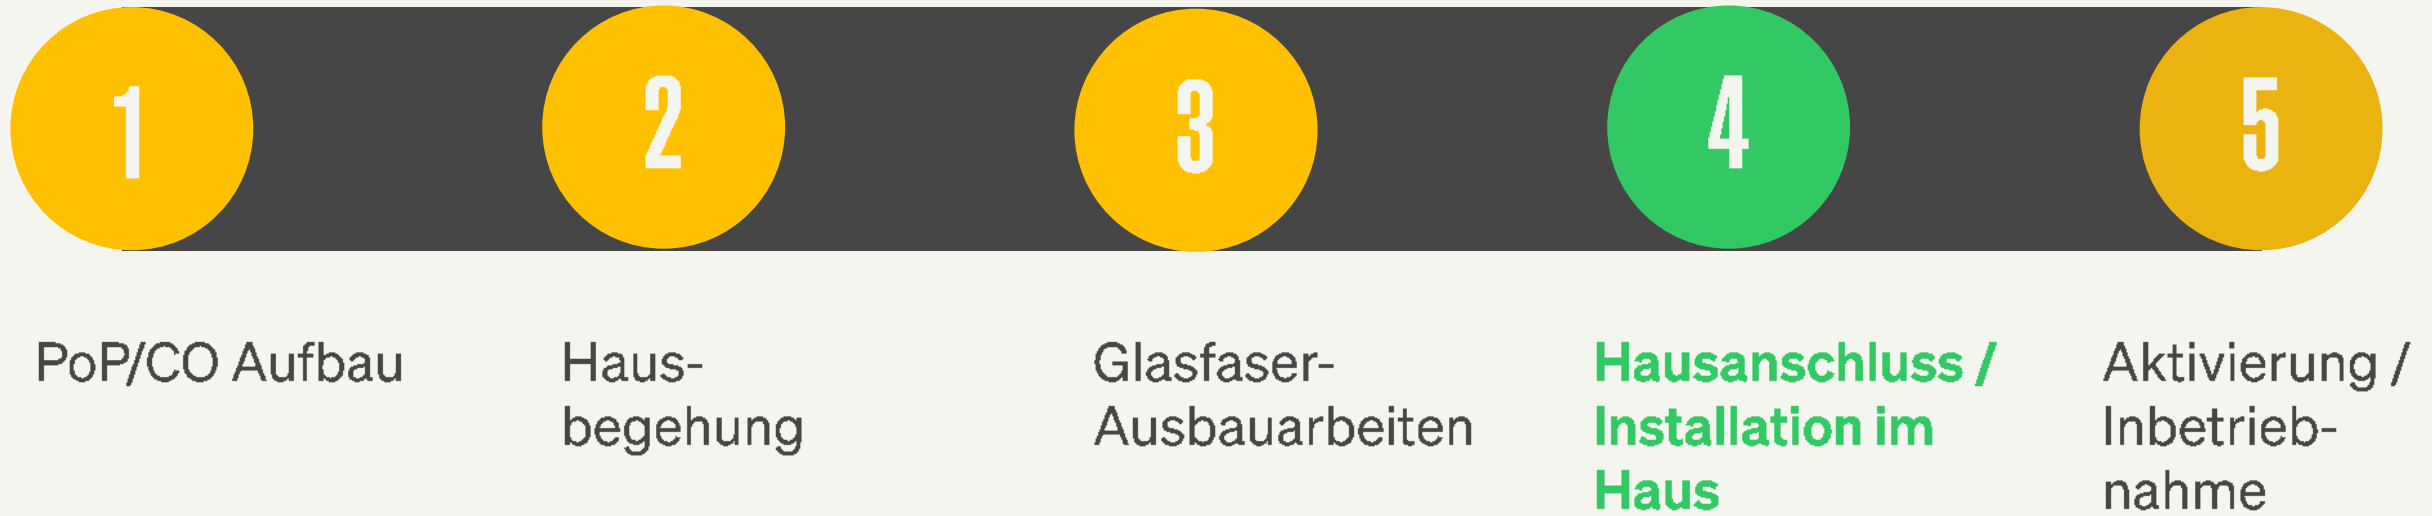 1
2
3
4
5
PoP/CO Aufbau
Haus-
begehung
Glasfaser-
Ausbauarbeiten
Hausanschluss /
Installation im
Haus
Aktivierung /
Inbetrieb-
nahme